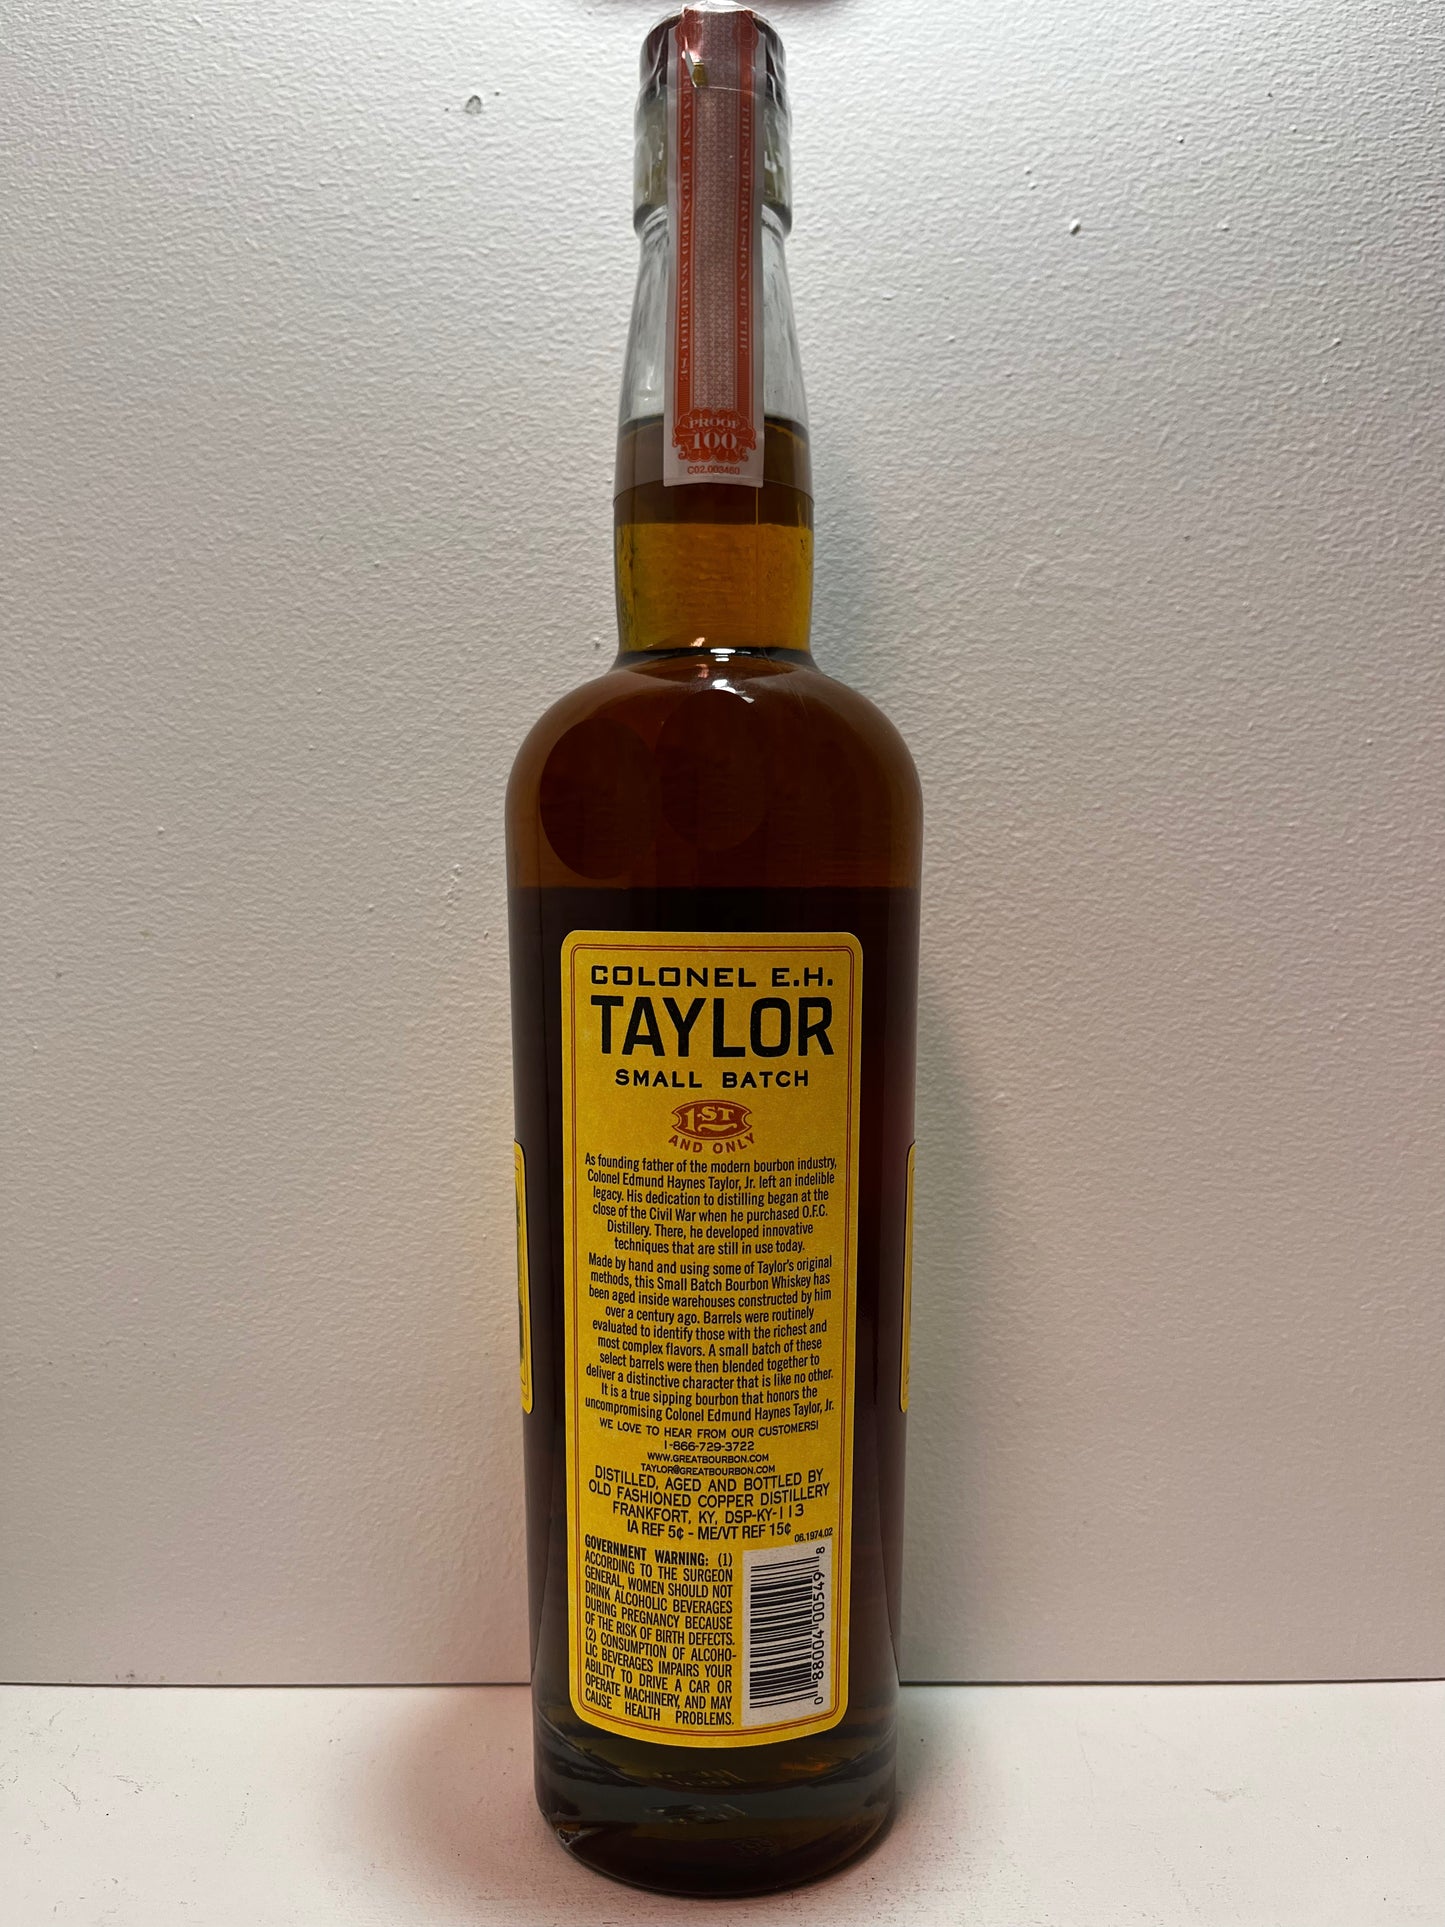 PROOF
100
C02.003460
COLONEL E.H.
TAYLOR
SMALL BATCH
1ST
AND ONLY
As founding father of the modern bourbon industry,
Colonel Edmund Haynes Taylor, Jr. left an indelible
legacy. His dedication to distilling began at the
close of the Civil War when he purchased O.F.C.
Distillery. There, he developed innovative
techniques that are still in use today.
Made by hand and using some of Taylor's original
methods, this Small Batch Bourbon Whiskey has
been aged inside warehouses constructed by him
over a century ago. Barrels were routinely
evaluated to identify those with the richest and
most complex flavors. A small batch of these
select barrels were then blended together to
deliver a distinctive character that is like no other.
It is a true sipping bourbon that honors the
uncompromising Colonel Edmund Haynes Taylor, Jr.
WE LOVE TO HEAR FROM OUR CUSTOMERS!
1-866-729-3722
WWW.GREATBOURBON.COM
TAYLOR@GREATBOURBON.COM
DISTILLED, AGED AND BOTTLED BY
OLD FASHIONED COPPER DISTILLERY
FRANKFORT, KY, DSP-KY-113
IA REF 5¢ - ME/VT REF 15¢
06.1974.02
GOVERNMENT WARNING: (1)
ACCORDING TO THE SURGEON
GENERAL, WOMEN SHOULD NOT
DRINK ALCOHOLIC BEVERAGES
DURING PREGNANCY BECAUSE
OF THE RISK OF BIRTH DEFECTS.
(2) CONSUMPTION OF ALCOHO-
LIC BEVERAGES IMPAIRS YOUR
ABILITY TO DRIVE A CAR OR
OPERATE MACHINERY, AND MAY
CAUSE HEALTH PROBLEMS.
0 88004 00549 8